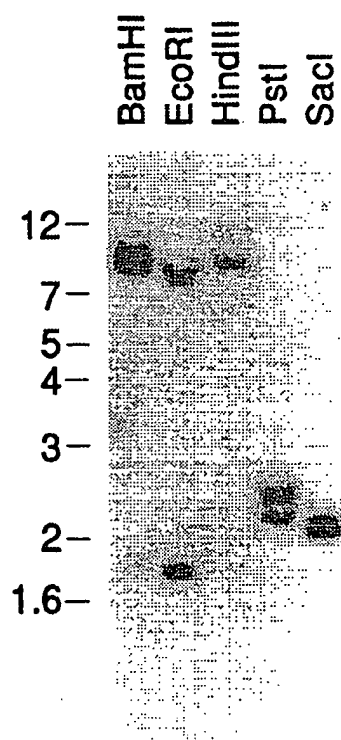 BamHI
EcoRI
HindIII
PstI
SacI
12
7
5
4
3
2
1.6